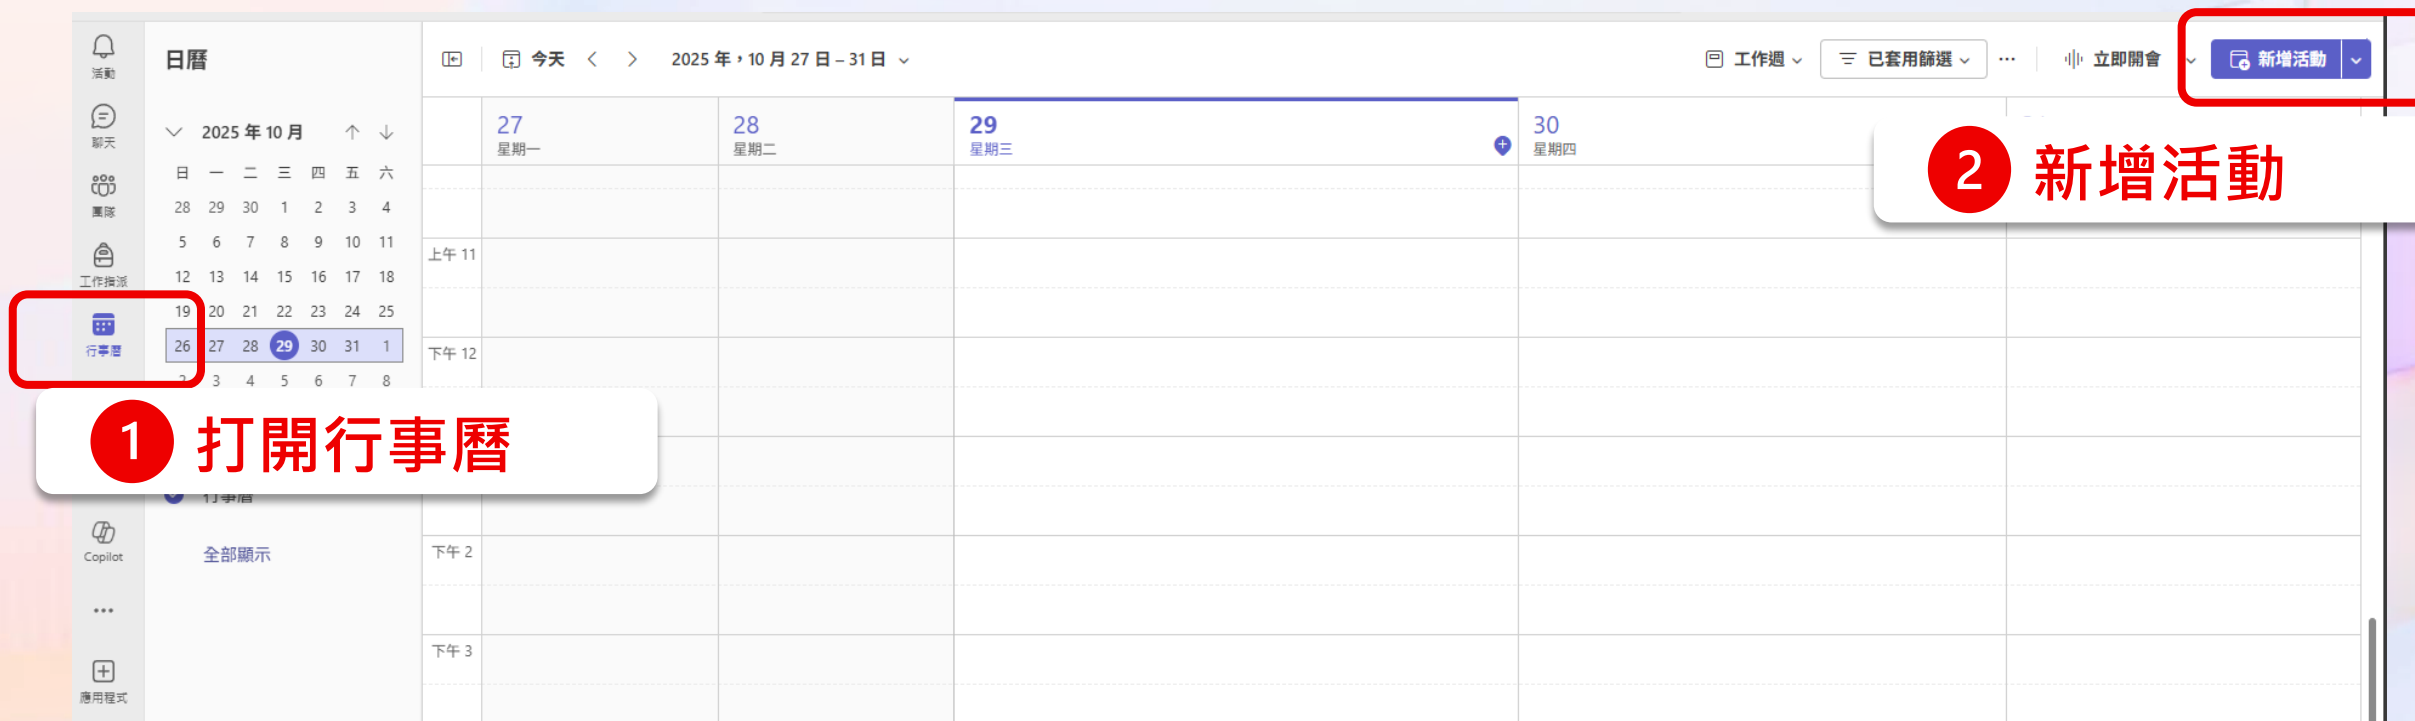 活動
聊天
團隊
工作指派
行事曆
Copilot
應用程式
日曆
2025 年 10 月
日 一 二 三 四 五 六
28 29 30 1 2 3 4
5 6 7 8 9 10 11
12 13 14 15 16 17 18
19 20 21 22 23 24 25
26 27 28 29 30 31 1
2 3 4 5 6 7 8
行事曆
全部顯示
今天
2025 年，10 月 27 日 – 31 日
工作週
已套用篩選
立即開會
新增活動
27
星期一
28
星期二
29
星期三
30
星期四
上午 11
下午 12
下午 2
下午 3
1 打開行事曆
2 新增活動